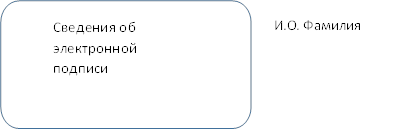 Сведения об
электронной
подписи
И.О. Фамилия